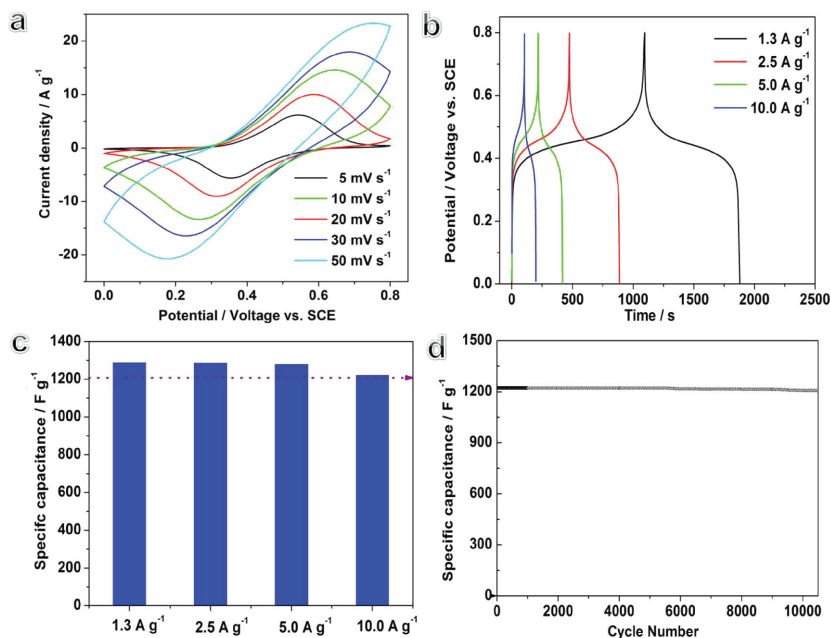 a
Current density / A g-1
20
10
0
-10
-20
5 mV s-1
10 mV s-1
20 mV s-1
30 mV s-1
50 mV s-1
0.0 0.2 0.4 0.6 0.8
Potential / Voltage vs. SCE
b
Potential / Voltage vs. SCE
0.8
0.6
0.4
0.2
0.0
1.3 A g-1
2.5 A g-1
5.0 A g-1
10.0 A g-1
0 500 1000 1500 2000 2500
Time / s
c
Specifc capacitance / F g-1
1400
1200
1000
800
600
400
200
0
1.3 A g-1 2.5 A g-1 5.0 A g-1 10.0 A g-1
d
Specific capacitance / F g-1
1500
1200
900
600
300
0
0 2000 4000 6000 8000 10000
Cycle Number